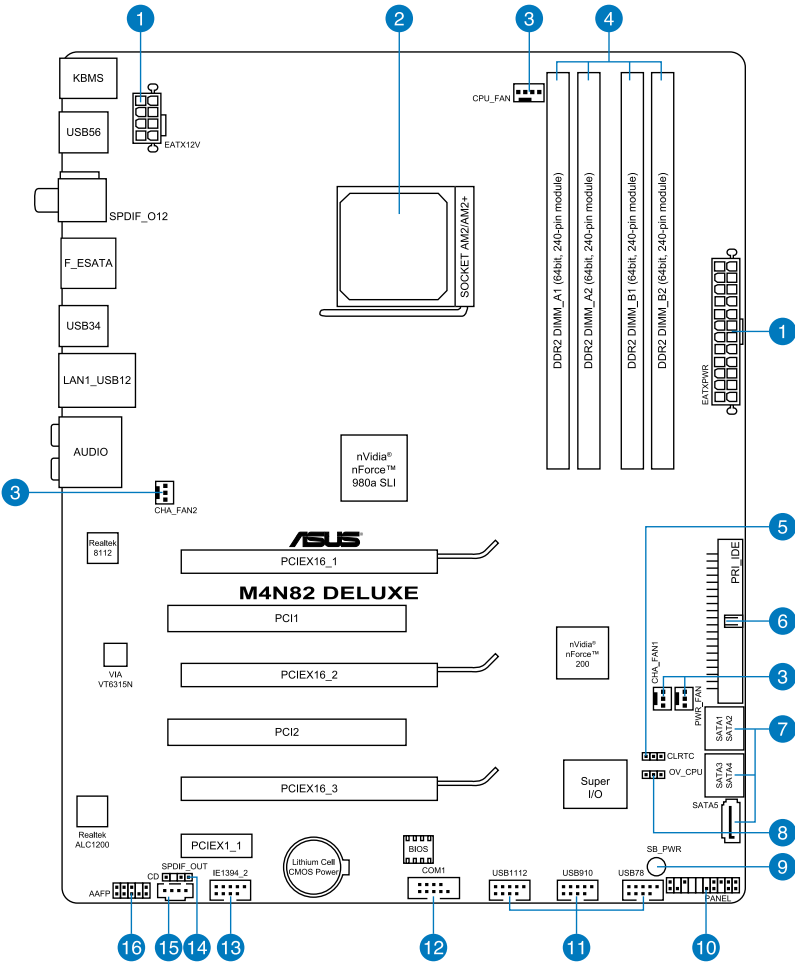 1
2
3
4
KBMS
CPU_FAN
USB56
EATX12V
SPDIF_O12
SOCKET AM2/AM2+
DDR2 DIMM_A1 (64bit, 240-pin module)
DDR2 DIMM_A2 (64bit, 240-pin module)
DDR2 DIMM_B1 (64bit, 240-pin module)
DDR2 DIMM_B2 (64bit, 240-pin module)
F_ESATA
USB34
1
EATXPWR
LAN1_USB12
AUDIO
nVidia®
nForce™
980a SLI
3
CHA_FAN2
5
Realtek
8112
ASUS®
PRI_IDE
PCIEX16_1
M4N82 DELUXE
PCI1
6
nVidia®
nForce™
200
VIA
VT6315N
PCIEX16_2
CHA_FAN1
PWR_FAN
3
SATA1
SATA2
7
PCI2
CLRTC
OV_CPU
SATA3
SATA4
Super
I/O
PCIEX16_3
SATA5
8
Realtek
ALC1200
PCIEX1_1
BIOS
SB_PWR
Lithium Cell
CMOS Power
9
SPDIF_OUT
CD
IE1394_2
COM1
USB1112
USB910
USB78
AAFP
PANEL
16
15
14
13
12
11
10